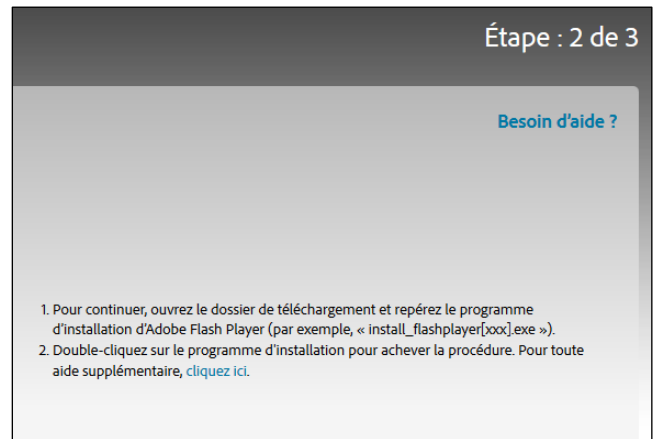 Étape : 2 de 3
Besoin d'aide ?
1. Pour continuer, ouvrez le dossier de téléchargement et repérez le programme
d'installation d'Adobe Flash Player (par exemple, « install_flashplayer[xxx].exe »).
2. Double-cliquez sur le programme d'installation pour achever la procédure. Pour toute
aide supplémentaire, cliquez ici.